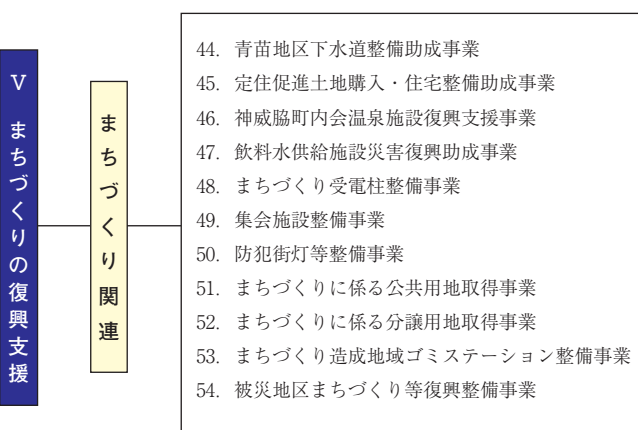 Ⅴ まちづくりの復興支援
まちづくり関連
44. 青苗地区下水道整備助成事業
45. 定住促進土地購入・住宅整備助成事業
46. 神威脇町内会温泉施設復興支援事業
47. 飲料水供給施設災害復興助成事業
48. まちづくり受電柱整備事業
49. 集会施設整備事業
50. 防犯街灯等整備事業
51. まちづくりに係る公共用地取得事業
52. まちづくりに係る分譲用地取得事業
53. まちづくり造成地域ゴミステーション整備事業
54. 被災地区まちづくり等復興整備事業